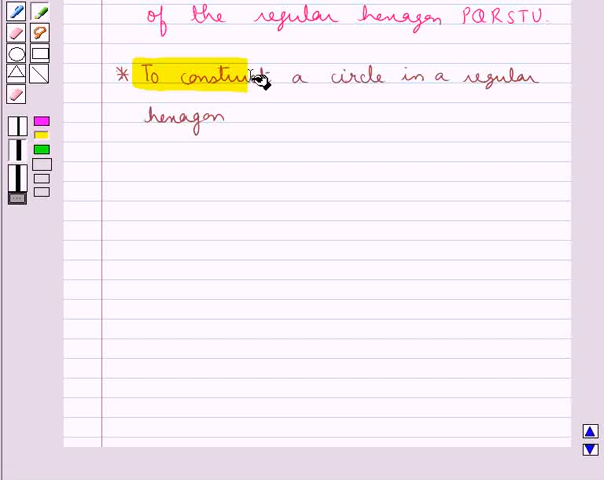 of the regular hexagon PQRSTU.
* To construct a circle in a regular
hexagon